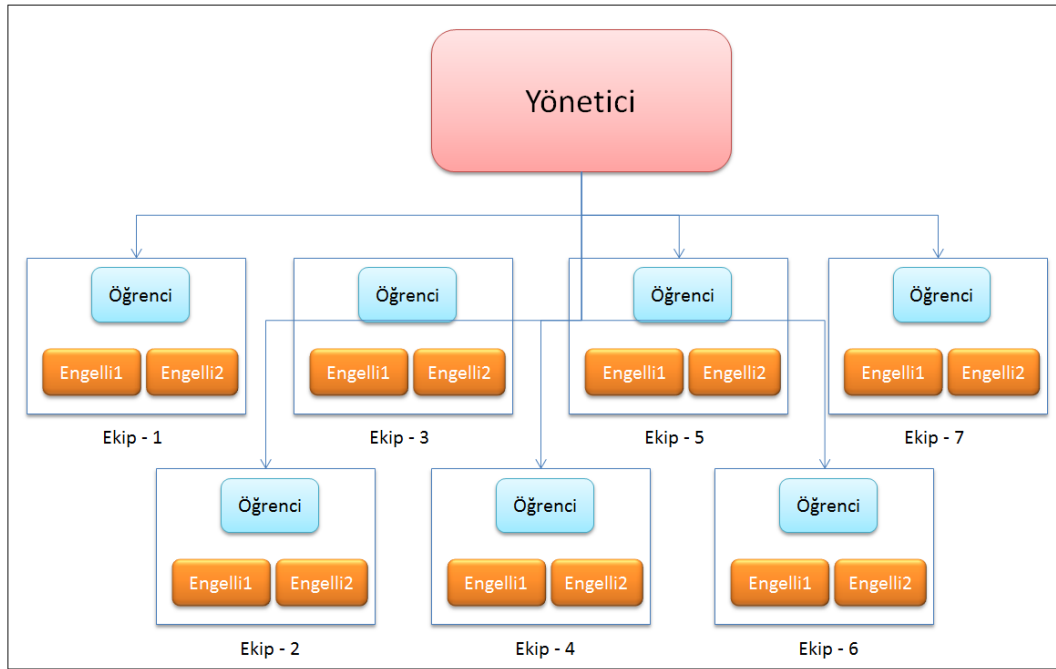 Yönetici
Öğrenci
Öğrenci
Öğrenci
Öğrenci
Engelli1 Engelli2
Engelli1 Engelli2
Engelli1 Engelli2
Engelli1 Engelli2
Ekip - 1
Ekip - 3
Ekip - 5
Ekip - 7
Öğrenci
Öğrenci
Öğrenci
Engelli1 Engelli2
Engelli1 Engelli2
Engelli1 Engelli2
Ekip - 2
Ekip - 4
Ekip - 6